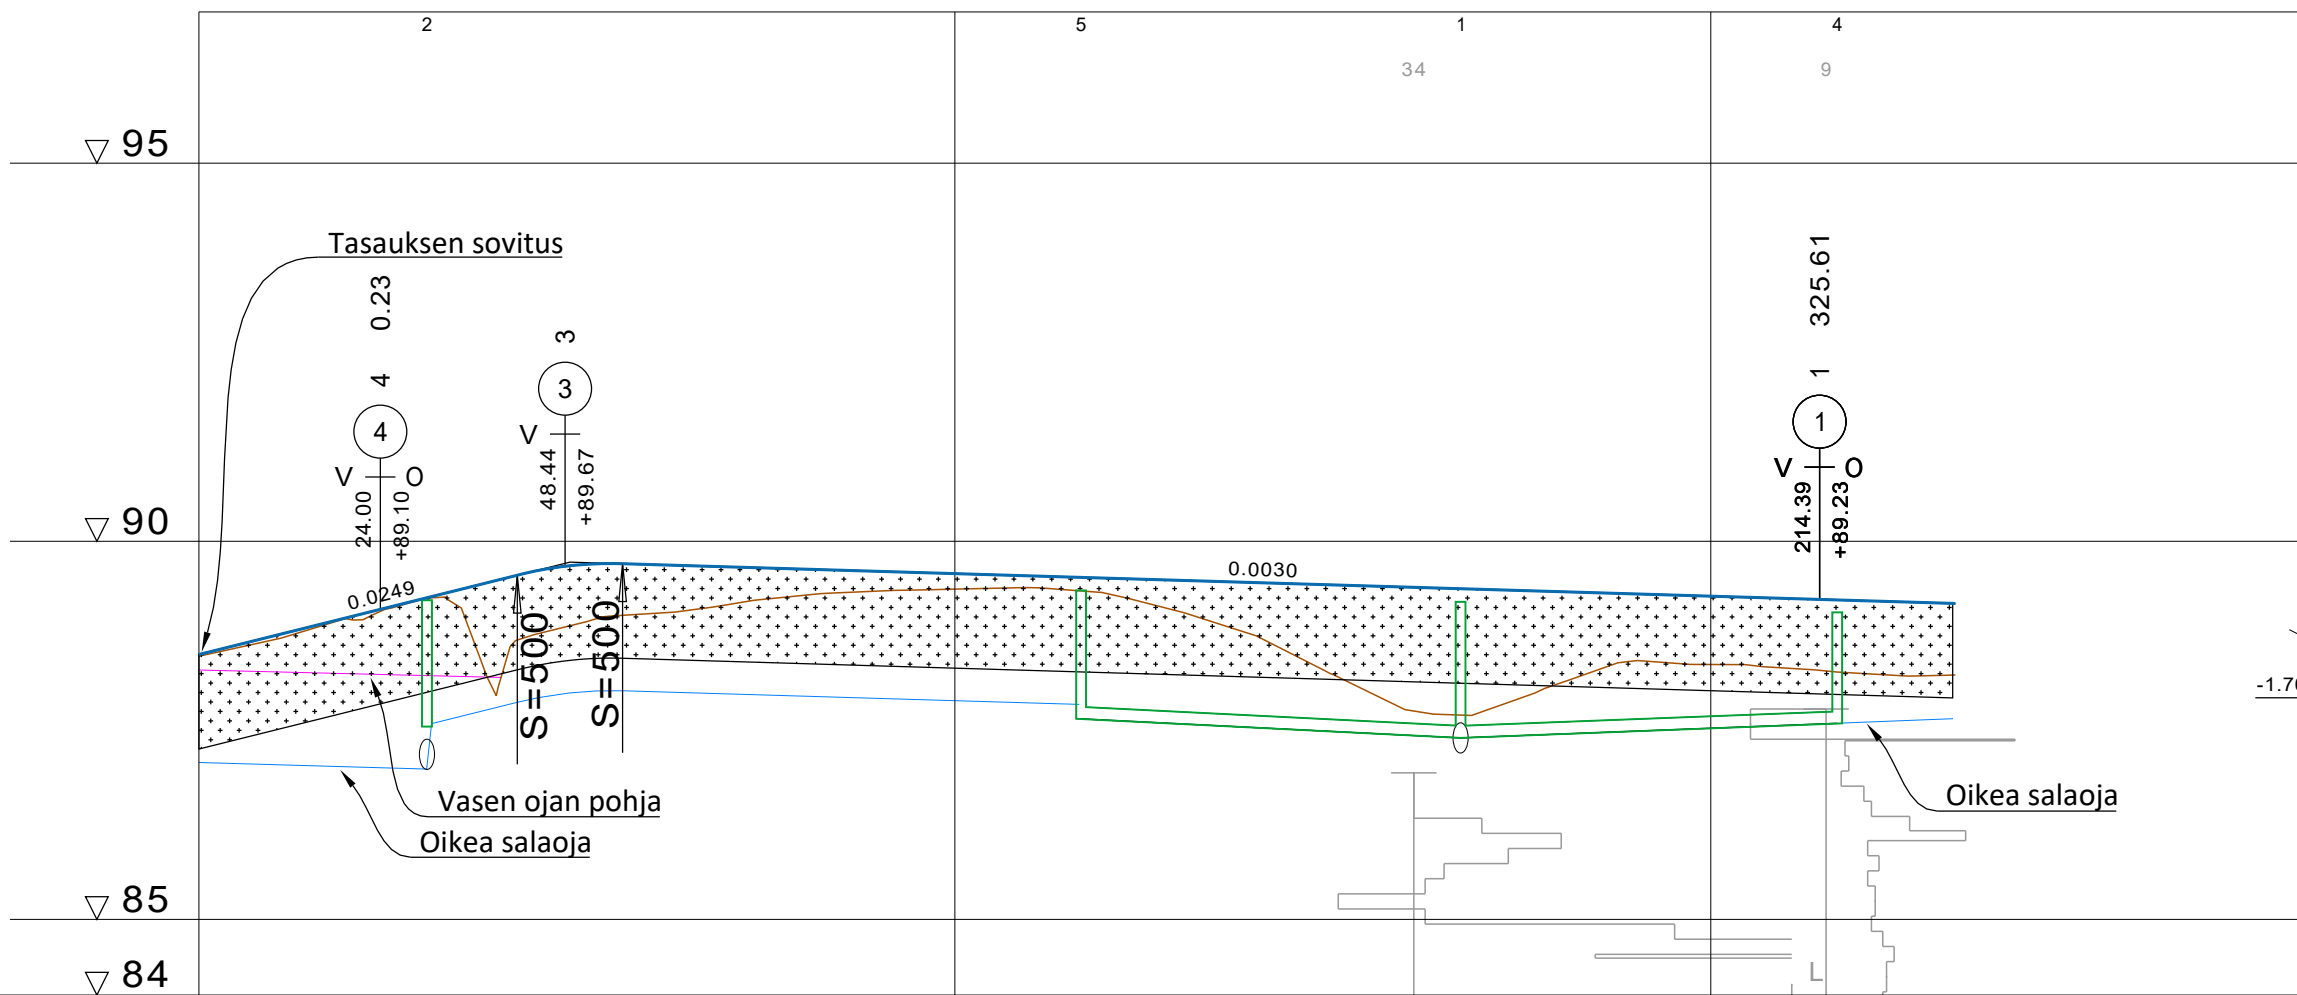 2
5
1
4
34
9
95
Tasauksen sovitus
0.23
4
4
V
O
24.00
+89.10
3
3
V
48.44
+89.67
325.61
1
1
V
O
214.39
+89.23
90
0.0249
0.0030
S=500
S=500
Vasen ojan pohja
Oikea salaoja
Oikea salaoja
85
84
L